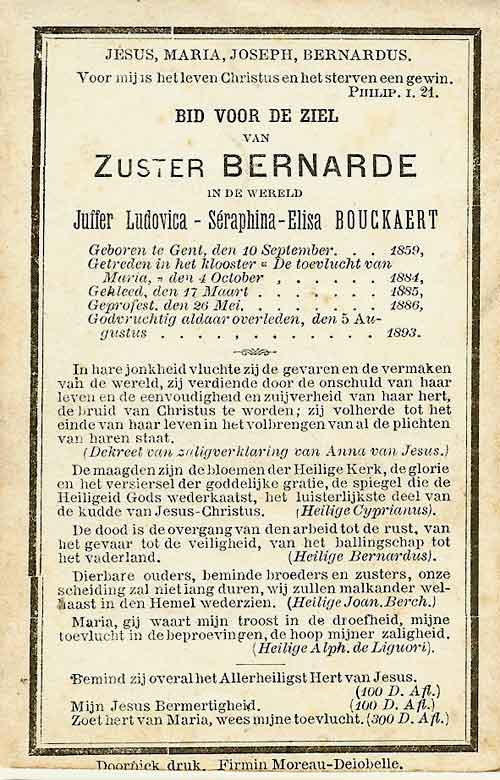 JESUS, MARIA, JOSEPH, BERNARDUS.
Voor mij is het leven Christus en het sterven een gewin.
PHILIP. I. 21.
BID VOOR DE ZIEL
VAN
ZUSTER BERNARDE
IN DE WERELD
Juffer Ludovica - Séraphina-Elisa BOUCKAERT
Geboren te Gent, den 10 September. . . 1859,
Getreden in het klooster « De toevlucht van
Maria, » den 4 October , . . . . . 1884,
Gekleed, den 17 Maart . . . . . . . 1885,
Geprofest, den 26 Mei. . . . . . . . 1886,
Godvruchtig aldaar overleden, den 5 Au-
gustus . . . . . . . . . . . . 1893.
In hare jonkheid vluchte zij de gevaren en de vermaken
van de wereld, zij verdiende door de onschuld van haar
leven en de eenvoudigheid en zuijverheid van haar hert,
de bruid van Christus te worden; zij volherde tot het
einde van haar leven in het volbrengen van al de plichten
van haren staat.
(Dekreet van zaligverklaring van Anna van Jesus.)
De maagden zijn de bloemen der Heilige Kerk, de glorie
en het versiersel der goddelijke gratie, de spiegel die de
Heiligeid Gods wederkaatst, het luisterlijkste deel van
de kudde van Jesus-Christus. (Heilige Cyprianus).
De dood is de overgang van den arbeid tot de rust, van
het gevaar tot de veiligheid, van het ballingschap tot
het vaderland. (Heilige Bernardus).
Dierbare ouders, beminde broeders en zusters, onze
scheiding zal niet lang duren, wij zullen malkander wel-
haast in den Hemel wederzien. (Heilige Joan. Berch.)
Maria, gij waart mijn troost in de droefheid, mijne
toevlucht in de beproevingen, de hoop mijner zaligheid.
(Heilige Alph. de Liguori).
Bemind zij overal het Allerheiligst Hert van Jesus.
(100 D. Afl.)
Mijn Jesus Bermertigheid. (100 D. Afl.)
Zoet hert van Maria, wees mijne toevlucht. (300 D. Afl.)
Doornick druk. Firmin Moreau-Delobelle.